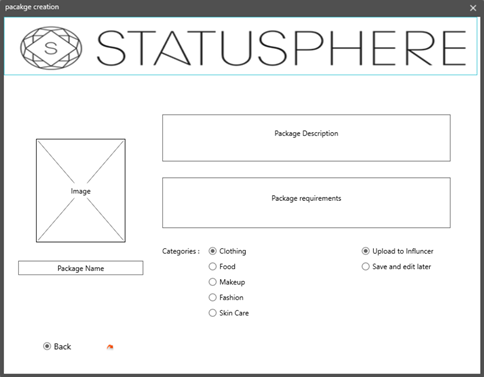 pacakge creation
S STATUSPHERE
Package Description
Image
Package requirements
Package Name
Categories :
Clothing
Food
Makeup
Fashion
Skin Care
Upload to Influncer
Save and edit later
Back